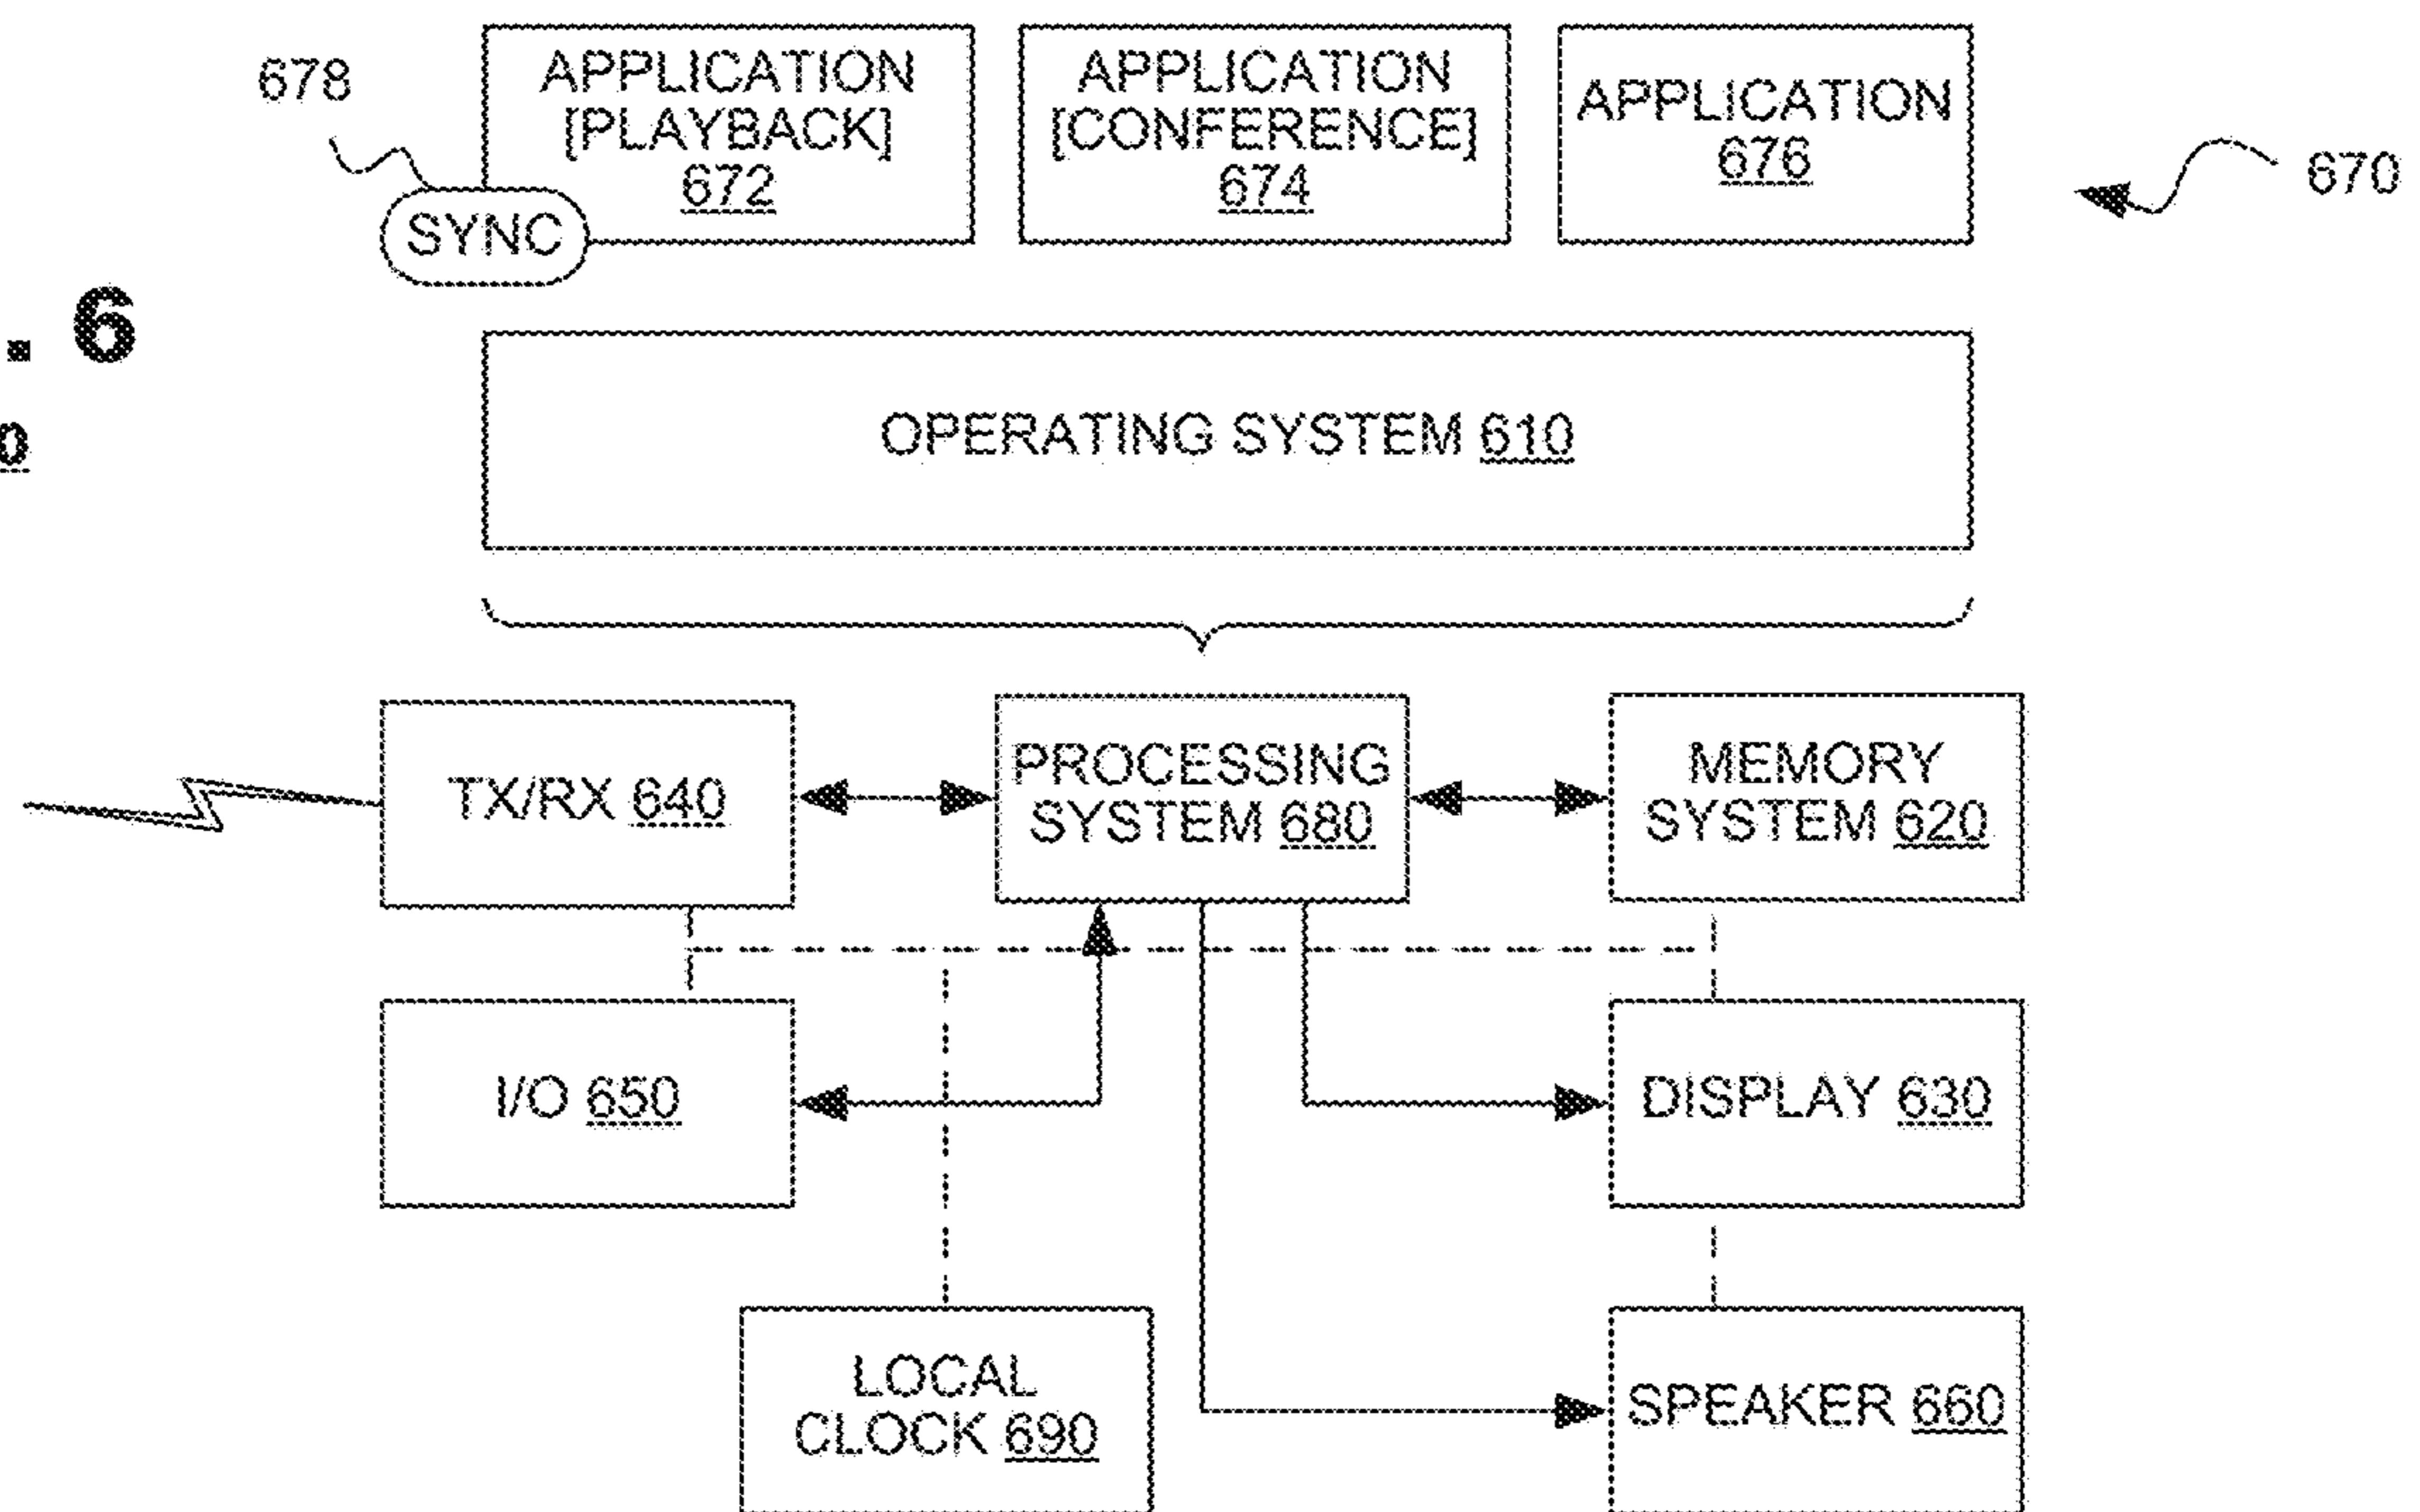 678
APPLICATION
[PLAYBACK]
672
APPLICATION
[CONFERENCE]
674
APPLICATION
676
670
SYNC
. 6
0
OPERATING SYSTEM 610
TX/RX 640
PROCESSING
SYSTEM 680
MEMORY
SYSTEM 620
I/O 650
DISPLAY 630
LOCAL
CLOCK 690
SPEAKER 660